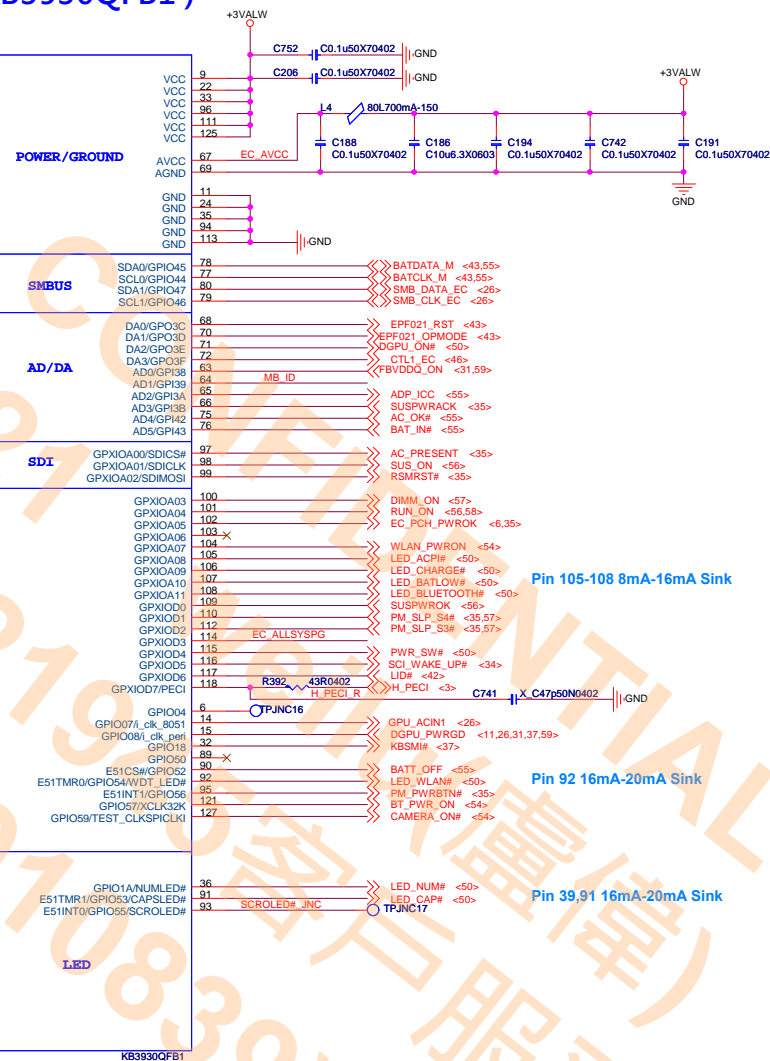 +3VALW
C752 C0.1u50X70402 GND
C206 C0.1u50X70402 GND
+3VALW
L4 80L700mA-150
C188 C0.1u50X70402
C186 C10u6.3X0603
C194 C0.1u50X70402
C742 C0.1u50X70402
C191 C0.1u50X70402
GND
POWER/GROUND
VCC 9
VCC 22
VCC 33
VCC 96
VCC 111
VCC 125
AVCC 67 EC_AVCC
AGND 69
GND 11
GND 24
GND 35
GND 94
GND 113 GND
SMBUS
SDA0/GPIO45 78 BATDATA_M <43,55>
SCL0/GPIO44 77 BATCLK_M <43,55>
SDA1/GPIO47 80 SMB_DATA_EC <26>
SCL1/GPIO46 79 SMB_CLK_EC <26>
AD/DA
DA0/GPO3C 68 EPF021_RST <43>
DA1/GPO3D 70 EPF021_OPMODE <43>
DA2/GPO3E 71 DGPU_ON# <50>
DA3/GPO3F 72 CTL1_EC <46>
AD0/GPI38 63 FBVDDQ_ON <31,59>
AD1/GPI39 64 MB_ID
AD2/GPI3A 65 ADP_ICC <55>
AD3/GPI3B 66 SUSPWRACK <35>
AD4/GPI42 75 AC_OK# <55>
AD5/GPI43 76 BAT_IN# <55>
SDI
GPXIOA00/SDICS# 97 AC_PRESENT <35>
GPXIOA01/SDICLK 98 SUS_ON <56>
GPXIOA02/SDIMOSI 99 RSMRST# <35>
GPXIOA03 100 DIMM_ON <57>
GPXIOA04 101 RUN_ON <56,58>
GPXIOA05 102 EC_PCH_PWROK <6,35>
GPXIOA06 103
GPXIOA07 104 WLAN_PWRON <54>
GPXIOA08 105 LED_ACPI# <50>
GPXIOA09 106 LED_CHARGE# <50>
GPXIOA10 107 LED_BATLOW# <50>
GPXIOA11 108 LED_BLUETOOTH# <50>
Pin 105-108 8mA-16mA Sink
GPXIOD0 109 SUSPWROK <56>
GPXIOD1 110 PM_SLP_S4# <35,57>
GPXIOD2 112 PM_SLP_S3# <35,57>
GPXIOD3 114 EC_ALLSYSPG
GPXIOD4 115 PWR_SW# <50>
GPXIOD5 116 SCI_WAKE_UP# <34>
GPXIOD6 117 LID# <42>
GPXIOD7/PECI 118 R392 43R0402 H_PECI <3>
H_PECI_R C741 X_C47p50N0402 GND
GPIO04 6 TPJNC16
GPIO07/i_clk_8051 14 GPU_ACIN1 <26>
GPIO08/i_clk_peri 15 DGPU_PWRGD <11,26,31,37,59>
GPIO18 32 KBSMI# <37>
GPIO50 89
E51CS#/GPIO52 90 BATT_OFF <55>
E51TMR0/GPIO54/WDT_LED# 92 LED_WLAN# <50>
Pin 92 16mA-20mA Sink
E51INT1/GPIO56 95 PM_PWRBTN# <35>
GPIO57/XCLK32K 121 BT_PWR_ON <54>
GPIO59/TEST_CLKSPICLKI 127 CAMERA_ON# <54>
GPIO1A/NUMLED# 36 LED_NUM# <50>
E51TMR1/GPIO53/CAPSLED# 91 LED_CAP# <50>
Pin 39,91 16mA-20mA Sink
E51INT0/GPIO55/SCROLED# 93 SCROLED#_JNC TPJNC17
LED
KB3930QFB1
CONFIDENTIAL